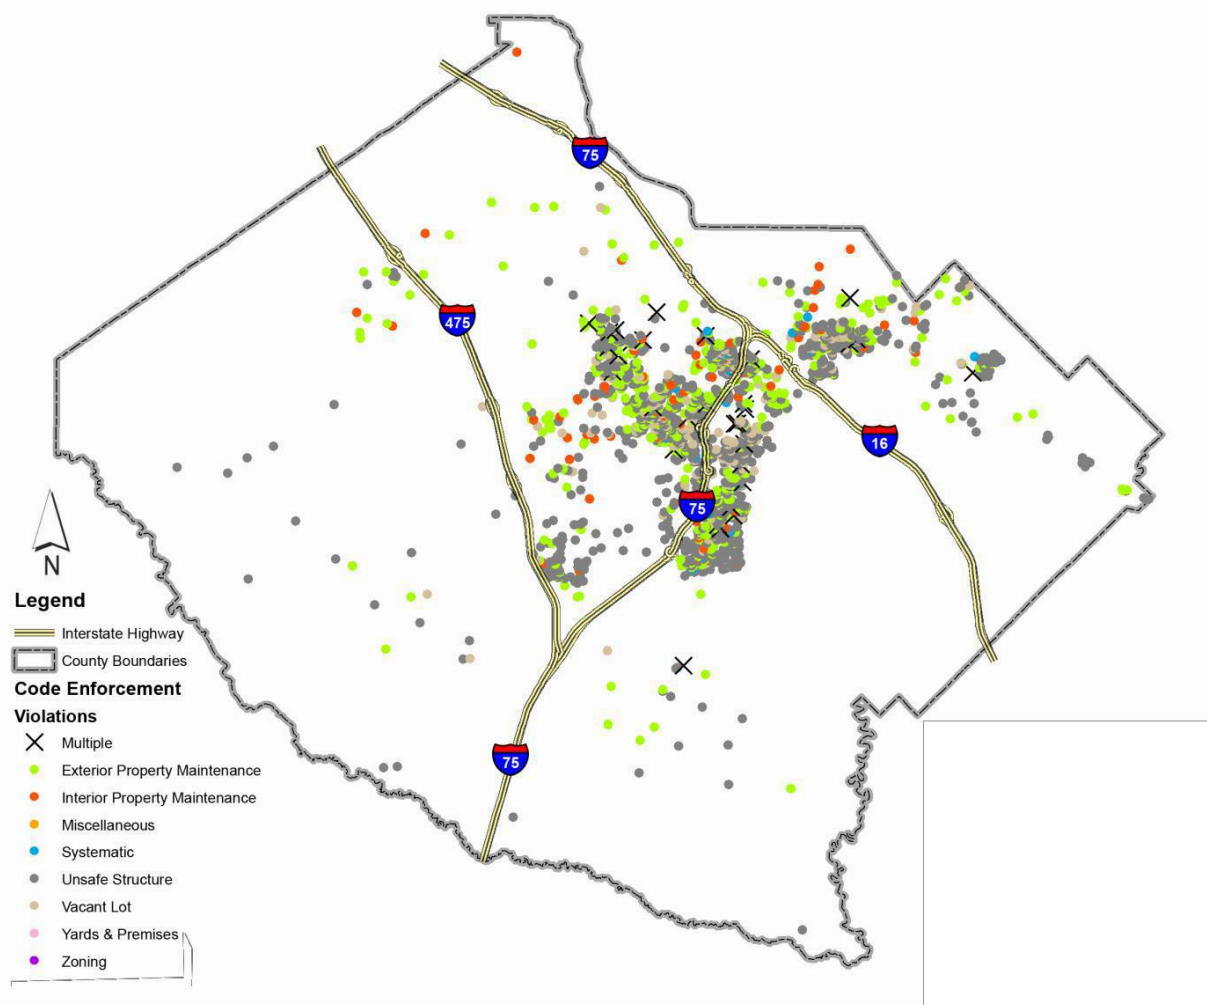 75
475
16
75
N
75
Legend
Interstate Highway
County Boundaries
Code Enforcement
Violations
Multiple
Exterior Property Maintenance
Interior Property Maintenance
Miscellaneous
Systematic
Unsafe Structure
Vacant Lot
Yards & Premises
Zoning